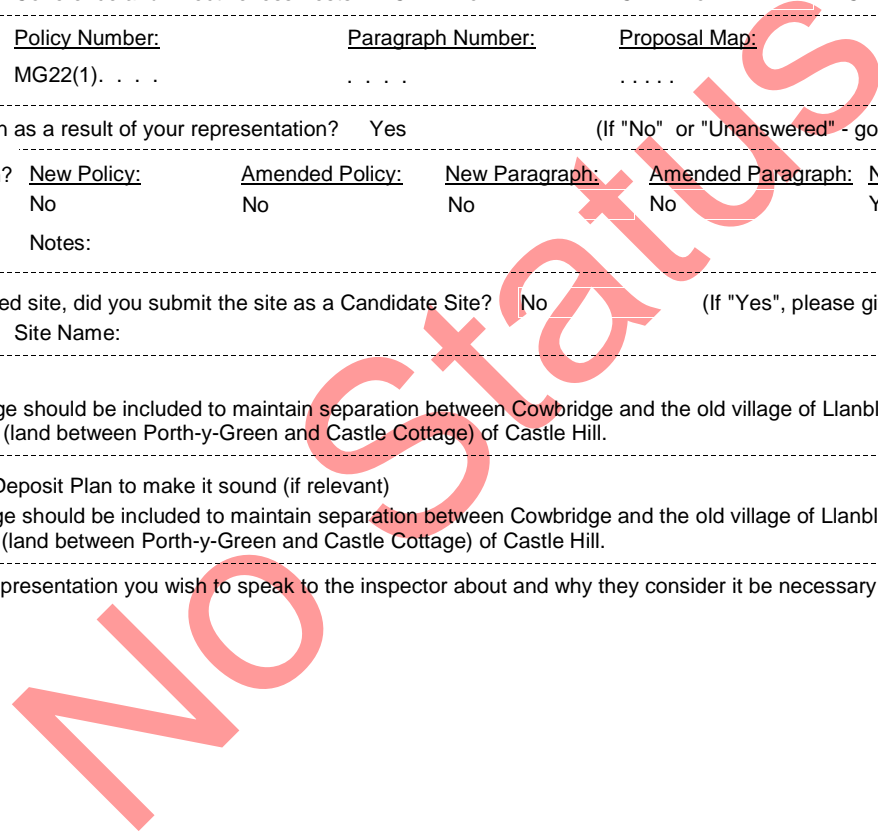 Policy Number: Paragraph Number: Proposal Map:
MG22(1). . . . . . . . . . . . .
as a result of your representation? Yes (If "No" or "Unanswered" - go
? New Policy: Amended Policy: New Paragraph: Amended Paragraph:
No No No No
Notes:
ed site, did you submit the site as a Candidate Site? No (If "Yes", please gi
Site Name:
ge should be included to maintain separation between Cowbridge and the old village of Llanbl
(land between Porth-y-Green and Castle Cottage) of Castle Hill.
Deposit Plan to make it sound (if relevant)
ge should be included to maintain separation between Cowbridge and the old village of Llanbl
(land between Porth-y-Green and Castle Cottage) of Castle Hill.
presentation you wish to speak to the inspector about and why they consider it be necessary
No Status